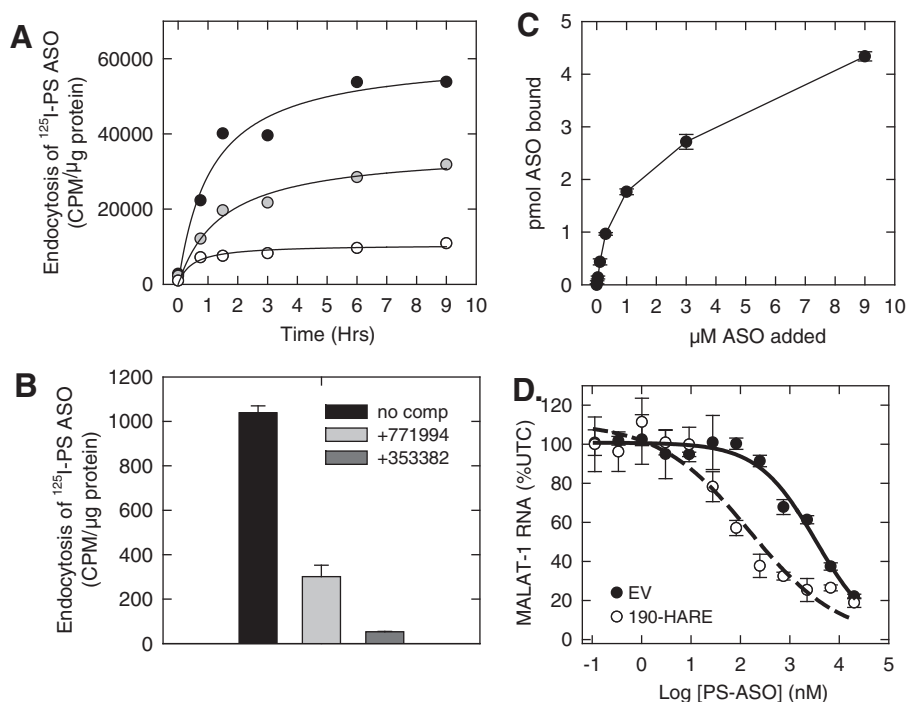 A
Endocytosis of ¹²⁵I-PS ASO
(CPM/µg protein)
60000
40000
20000
0
0 1 2 3 4 5 6 7 8 9 10
Time (Hrs)
B
Endocytosis of ¹²⁵I-PS ASO
(CPM/µg protein)
1200
1000
800
600
400
200
0
no comp
+771994
+353382
C
pmol ASO bound
5
4
3
2
1
0
0 1 2 3 4 5 6 7 8 9 10
µM ASO added
D.
MALAT-1 RNA (%UTC)
120
100
80
60
40
20
0
EV
190-HARE
-1 0 1 2 3 4 5
Log [PS-ASO] (nM)